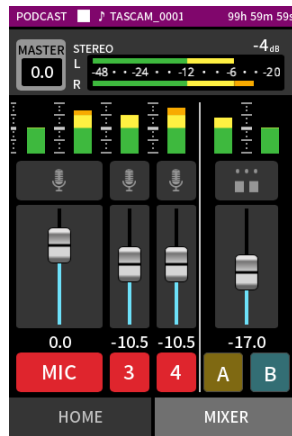 PODCAST ♪ TASCAM_0001 99h 59m 59s
MASTER STEREO -4dB
0.0
L
-48 · · -24 · · -12 · · -6 · · -20
R
0.0 -10.5 -10.5 -17.0
MIC 3 4 A B
HOME MIXER